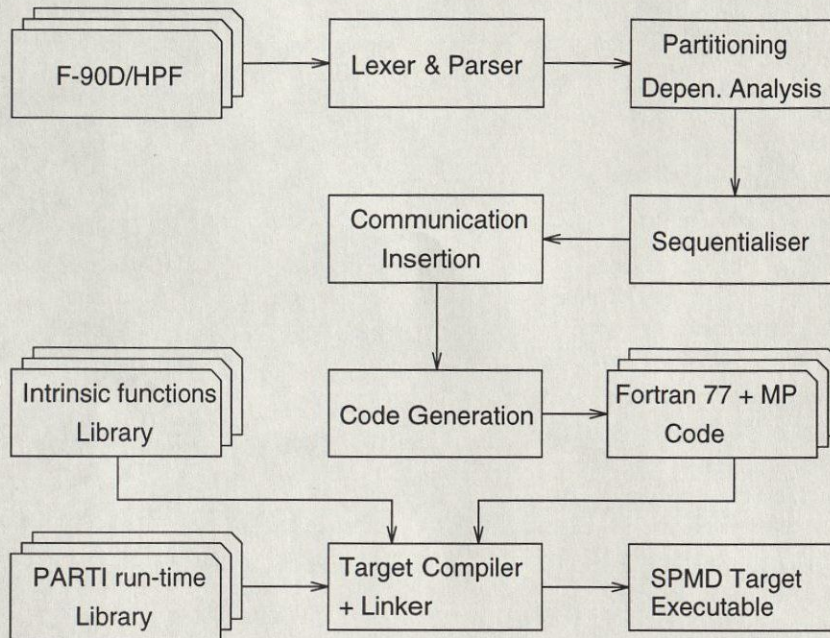 F-90D/HPF
Lexer & Parser
Partitioning
Depen. Analysis
Communication
Insertion
Sequentialiser
Intrinsic functions
Library
Code Generation
Fortran 77 + MP
Code
PARTI run-time
Library
Target Compiler
+ Linker
SPMD Target
Executable